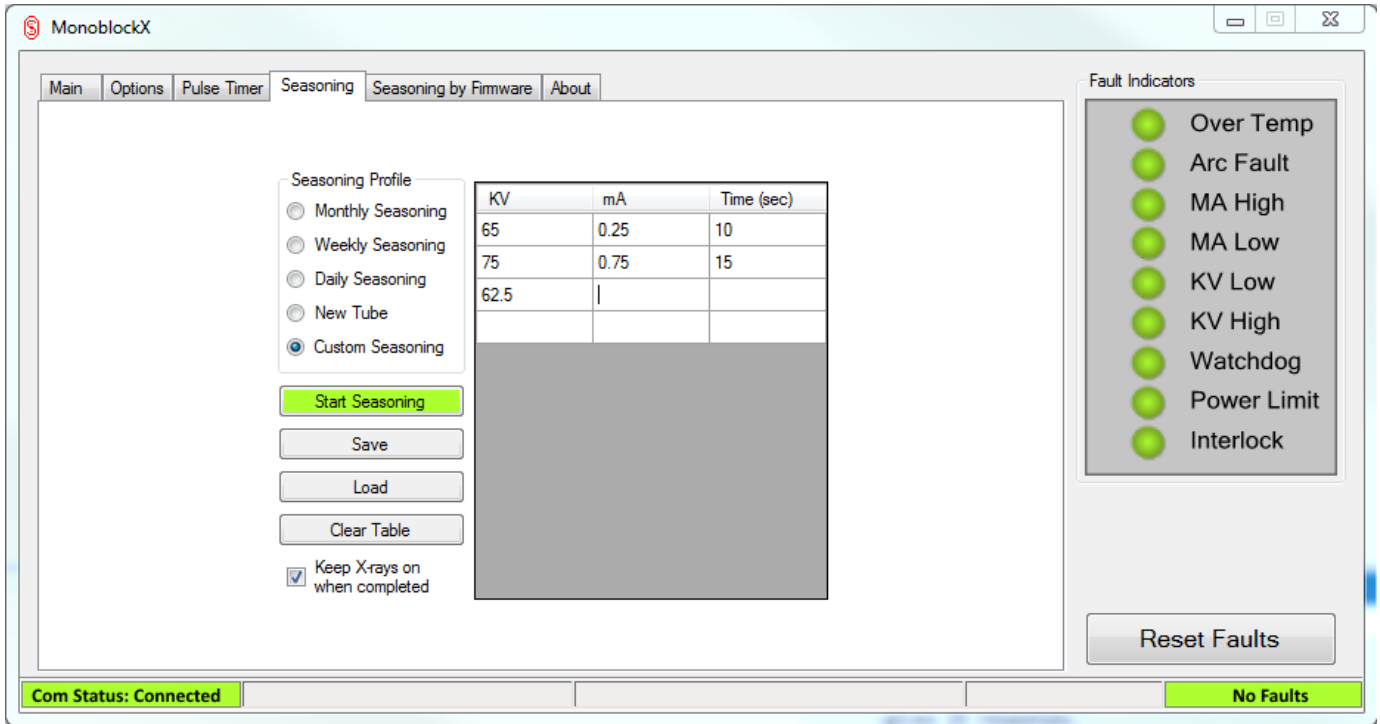 MonoblockX
Main Options Pulse Timer Seasoning Seasoning by Firmware About
Seasoning Profile
Monthly Seasoning
Weekly Seasoning
Daily Seasoning
New Tube
Custom Seasoning
Start Seasoning
Save
Load
Clear Table
Keep X-rays on
when completed
KV mA Time (sec)
65 0.25 10
75 0.75 15
62.5
Fault Indicators
Over Temp
Arc Fault
MA High
MA Low
KV Low
KV High
Watchdog
Power Limit
Interlock
Reset Faults
Com Status: Connected
No Faults